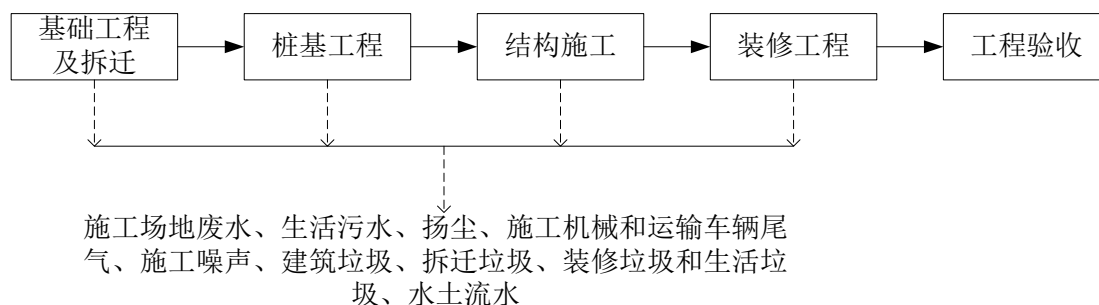 基础工程
及拆迁
桩基工程
结构施工
装修工程
工程验收
施工场地废水、生活污水、扬尘、施工机械和运输车辆尾
气、施工噪声、建筑垃圾、拆迁垃圾、装修垃圾和生活垃
圾、水土流水